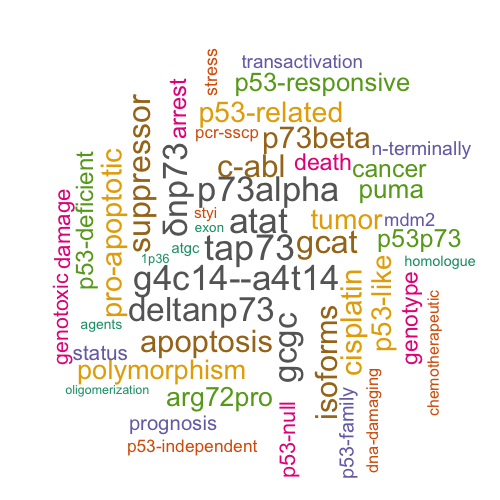 transactivation
stress
p53-responsive
arrest
p53-related
pcr-sscp
p73beta
n-terminally
suppressor
δnp73
c-abl
death
cancer
p53-deficient
pro-apoptotic
p73alpha
puma
styi
exon
atat
tumor
mdm2
genotoxic
damage
1p36
atgc
tap73
gcat
p53p73
homologue
g4c14--a4t14
cisplatin
p53-like
genotype
chemotherapeutic
deltanp73
agents
status
apoptosis
gcgc
isoforms
polymorphism
oligomerization
arg72pro
p53-null
p53-family
dna-damaging
prognosis
p53-independent